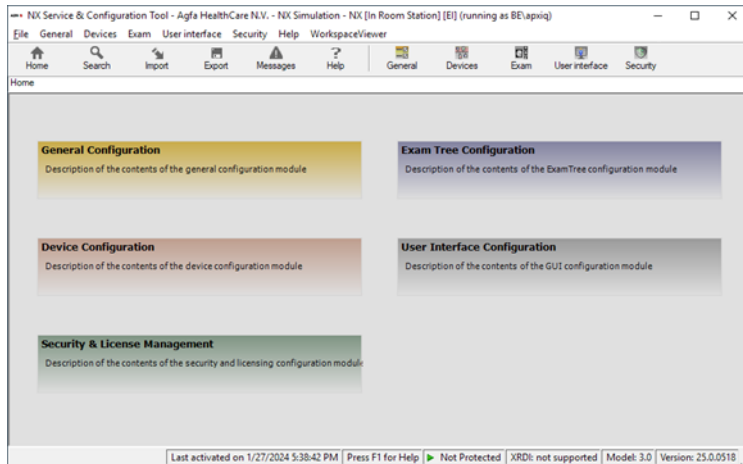 NX Service & Configuration Tool - Agfa HealthCare N.V. - NX Simulation - NX [In Room Station] [EI] (running as BE\apxiq)
File General Devices Exam User interface Security Help WorkspaceViewer
Home Search Import Export Messages Help General Devices Exam User interface Security
Home
General Configuration
Description of the contents of the general configuration module
Exam Tree Configuration
Description of the contents of the ExamTree configuration module
Device Configuration
Description of the contents of the device configuration module
User Interface Configuration
Description of the contents of the GUI configuration module
Security & License Management
Description of the contents of the security and licensing configuration module
Last activated on 1/27/2024 5:38:42 PM Press F1 for Help Not Protected XRDI: not supported Model: 3.0 Version: 25.0.0518